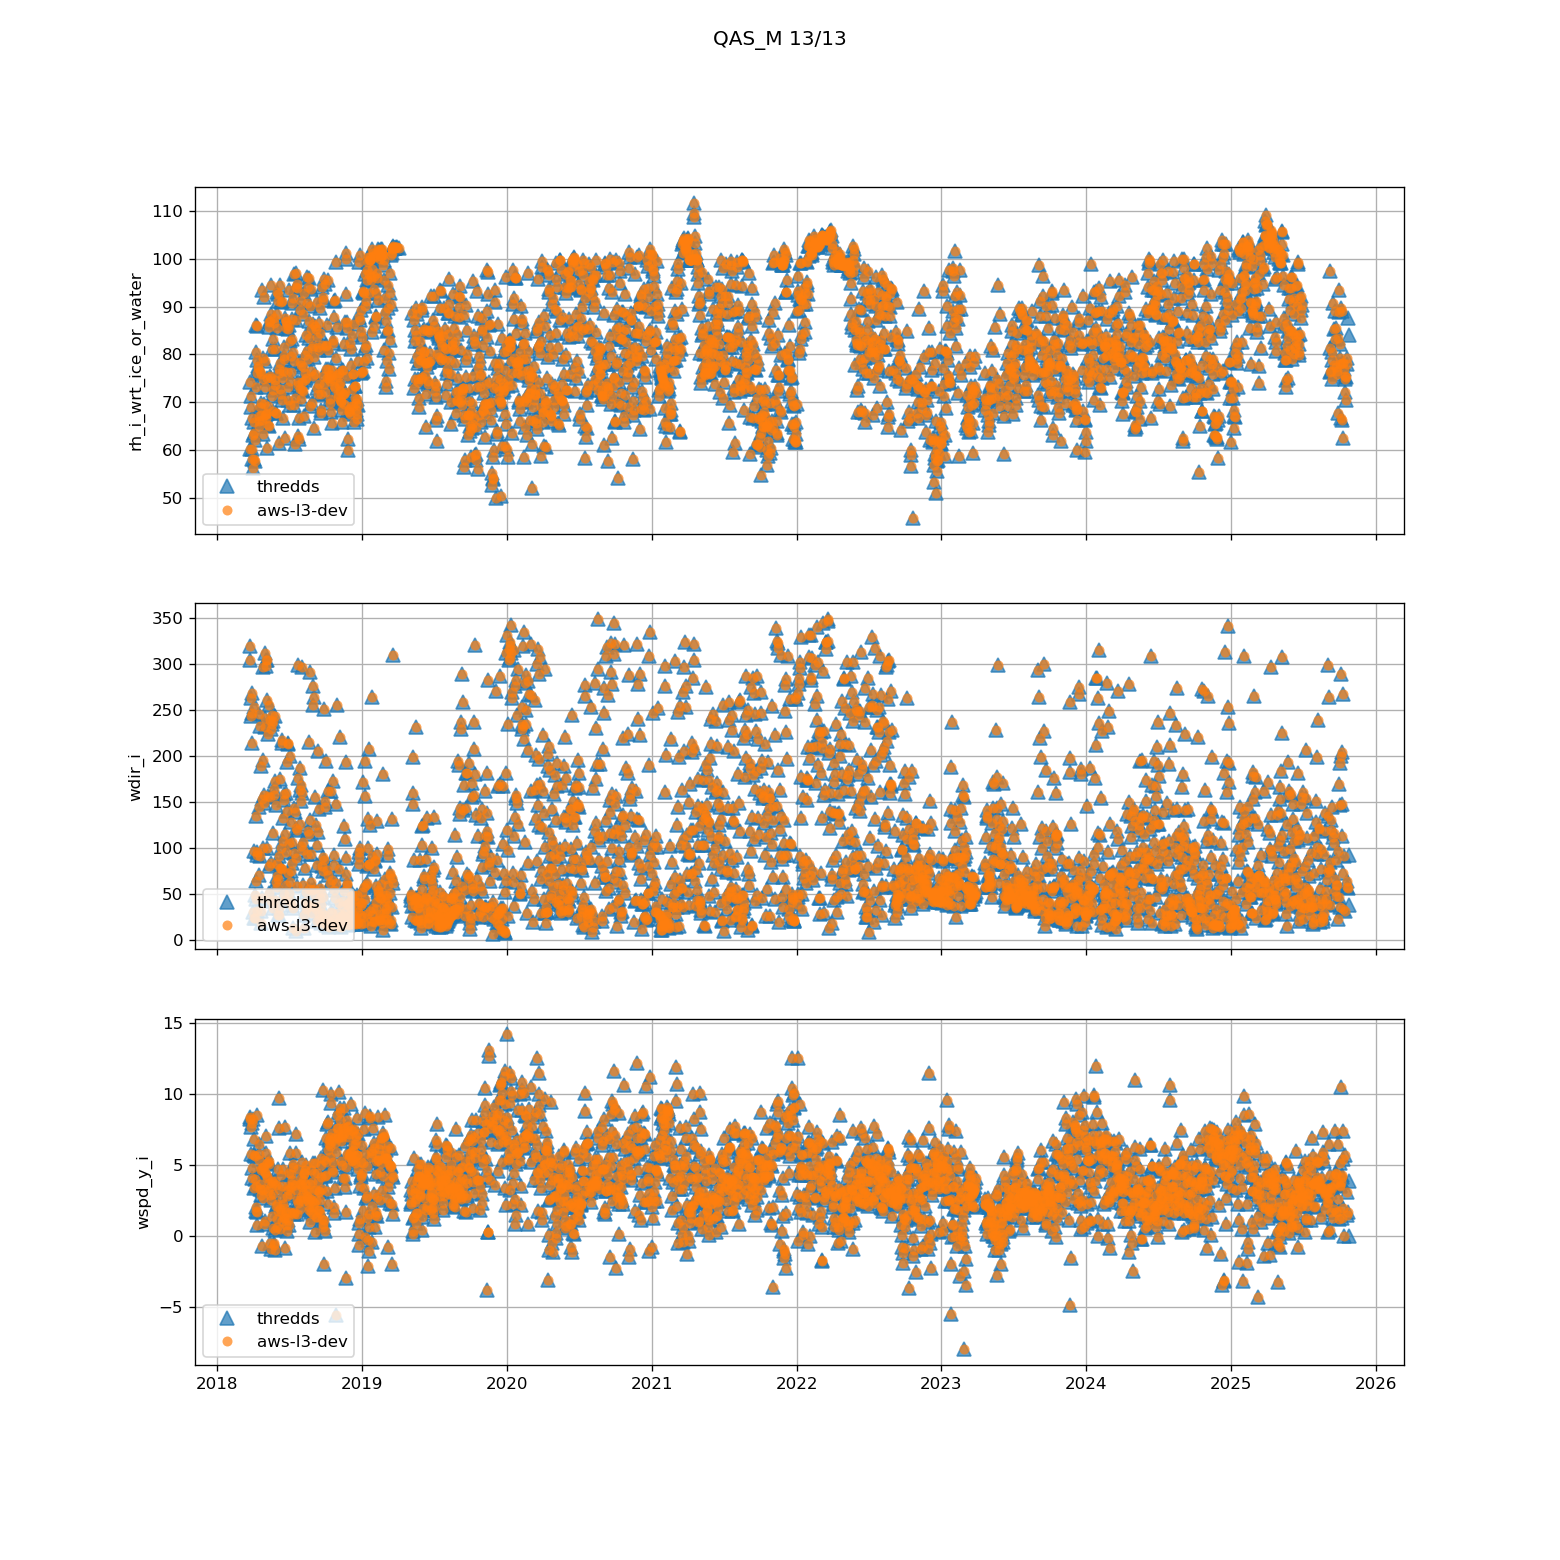 QAS_M 13/13
110
100
90
80
70
60
50
rh_i_wrt_ice_or_water
thredds
aws-l3-dev
350
300
250
200
150
100
50
0
wdir_i
thredds
aws-l3-dev
15
10
5
0
−5
wspd_y_i
thredds
aws-l3-dev
2018 2019 2020 2021 2022 2023 2024 2025 2026